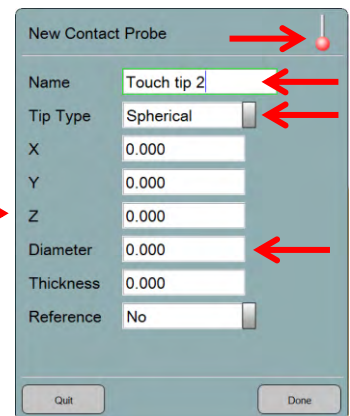 New Contact Probe
Name Touch tip 2
Tip Type Spherical
X 0.000
Y 0.000
Z 0.000
Diameter 0.000
Thickness 0.000
Reference No
Quit Done